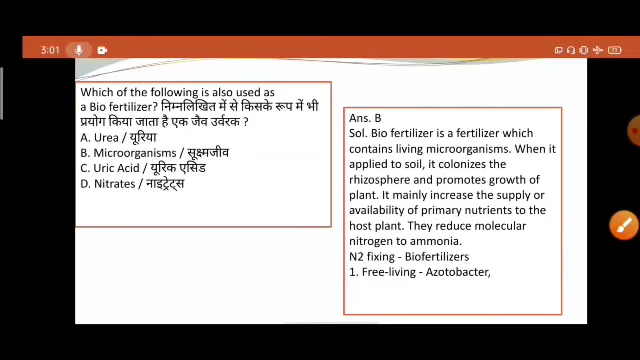 3:01
77
Which of the following is also used as
a Bio fertilizer? निम्नलिखित में से किसके रूप में भी
प्रयोग किया जाता है एक जैव उर्वरक ?
A. Urea / यूरिया
B. Microorganisms / सूक्ष्मजीव
C. Uric Acid / यूरिक एसिड
D. Nitrates / नाइट्रेट्स
Ans. B
Sol. Bio fertilizer is a fertilizer which
contains living microorganisms. When it
applied to soil, it colonizes the
rhizosphere and promotes growth of
plant. It mainly increase the supply or
availability of primary nutrients to the
host plant. They reduce molecular
nitrogen to ammonia.
N2 fixing - Biofertilizers
1. Free-living - Azotobacter,